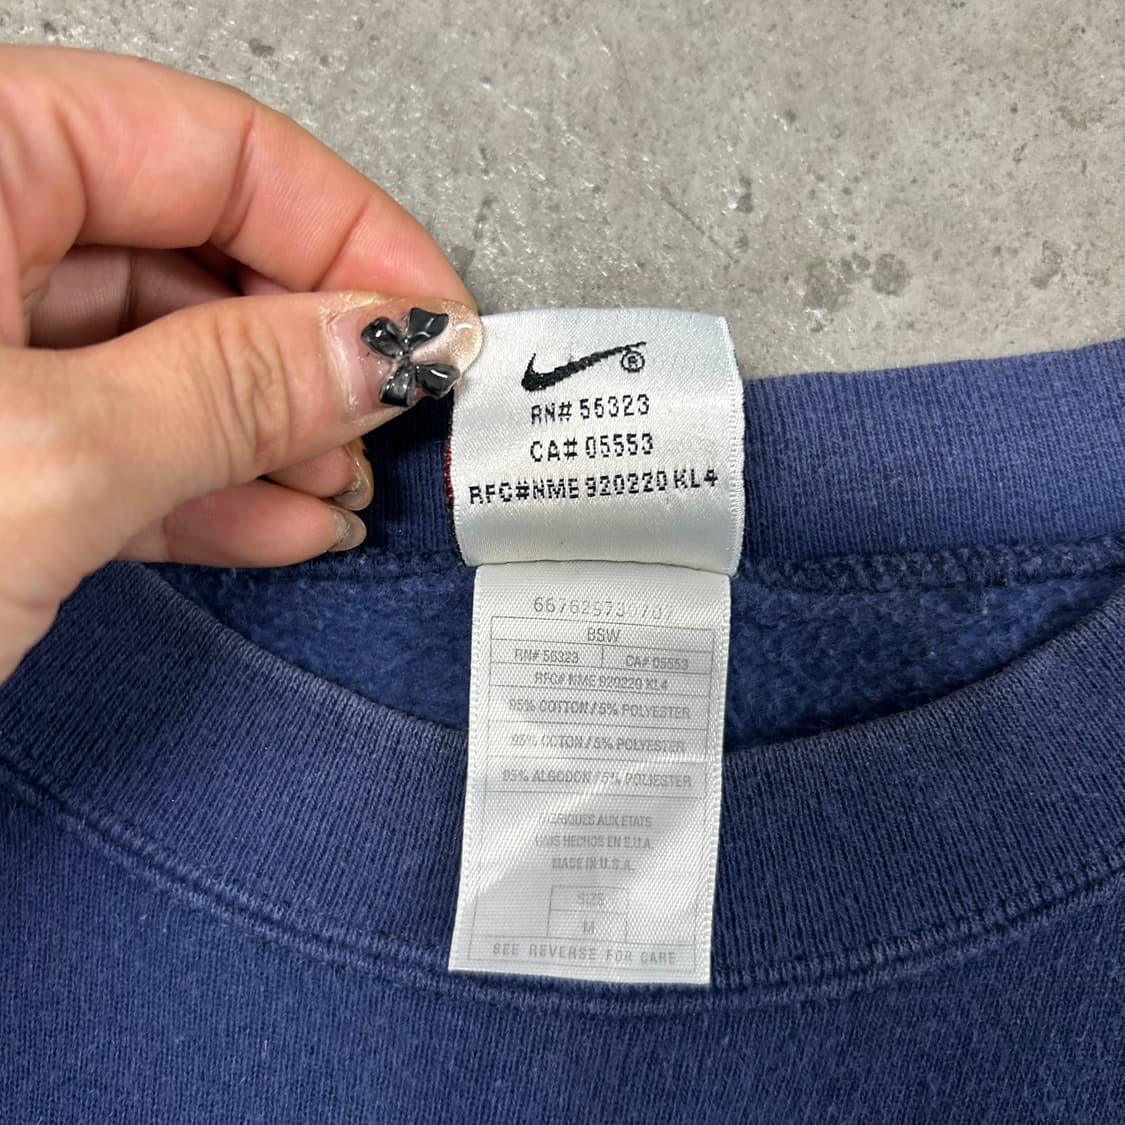 ®
RN# 56323
CA# 05553
RFC#NME 920220 KL4
BSW
RN# 56323 CA# 05553
RFC# NME 920220 KL4
95% COTTON / 5% POLYESTER
95% COTON / 5% POLYESTER
95% ALGODON / 5% POLIESTER
FABRIQUES AUX ETATS
UNIS HECHOS EN E.U.A.
MADE IN U.S.A.
SIZE
M
SEE REVERSE FOR CARE